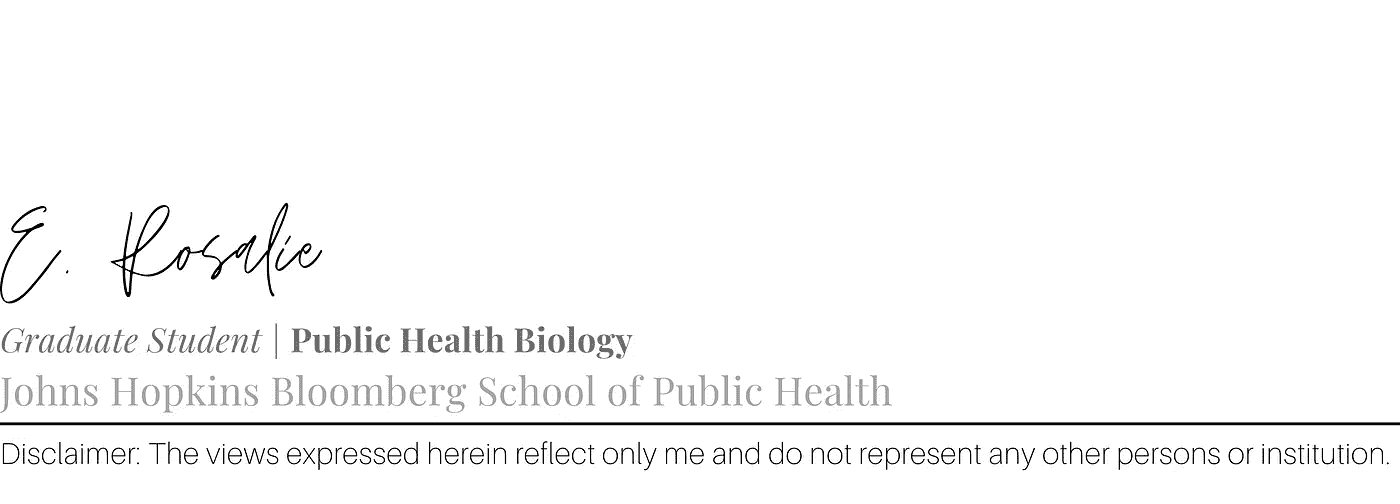 E. Rosalie
Graduate Student | Public Health Biology
Johns Hopkins Bloomberg School of Public Health
Disclaimer: The views expressed herein reflect only me and do not represent any other persons or institution.